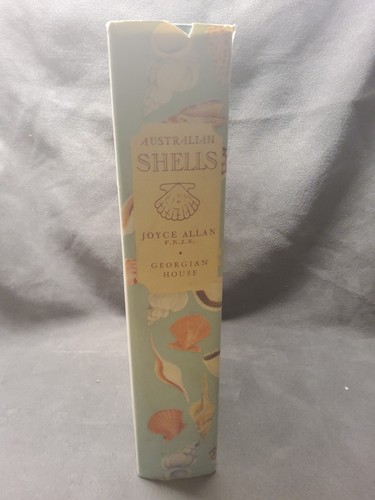 AUSTRALIAN
SHELLS
JOYCE ALLAN
F.R.Z.S.
GEORGIAN
HOUSE